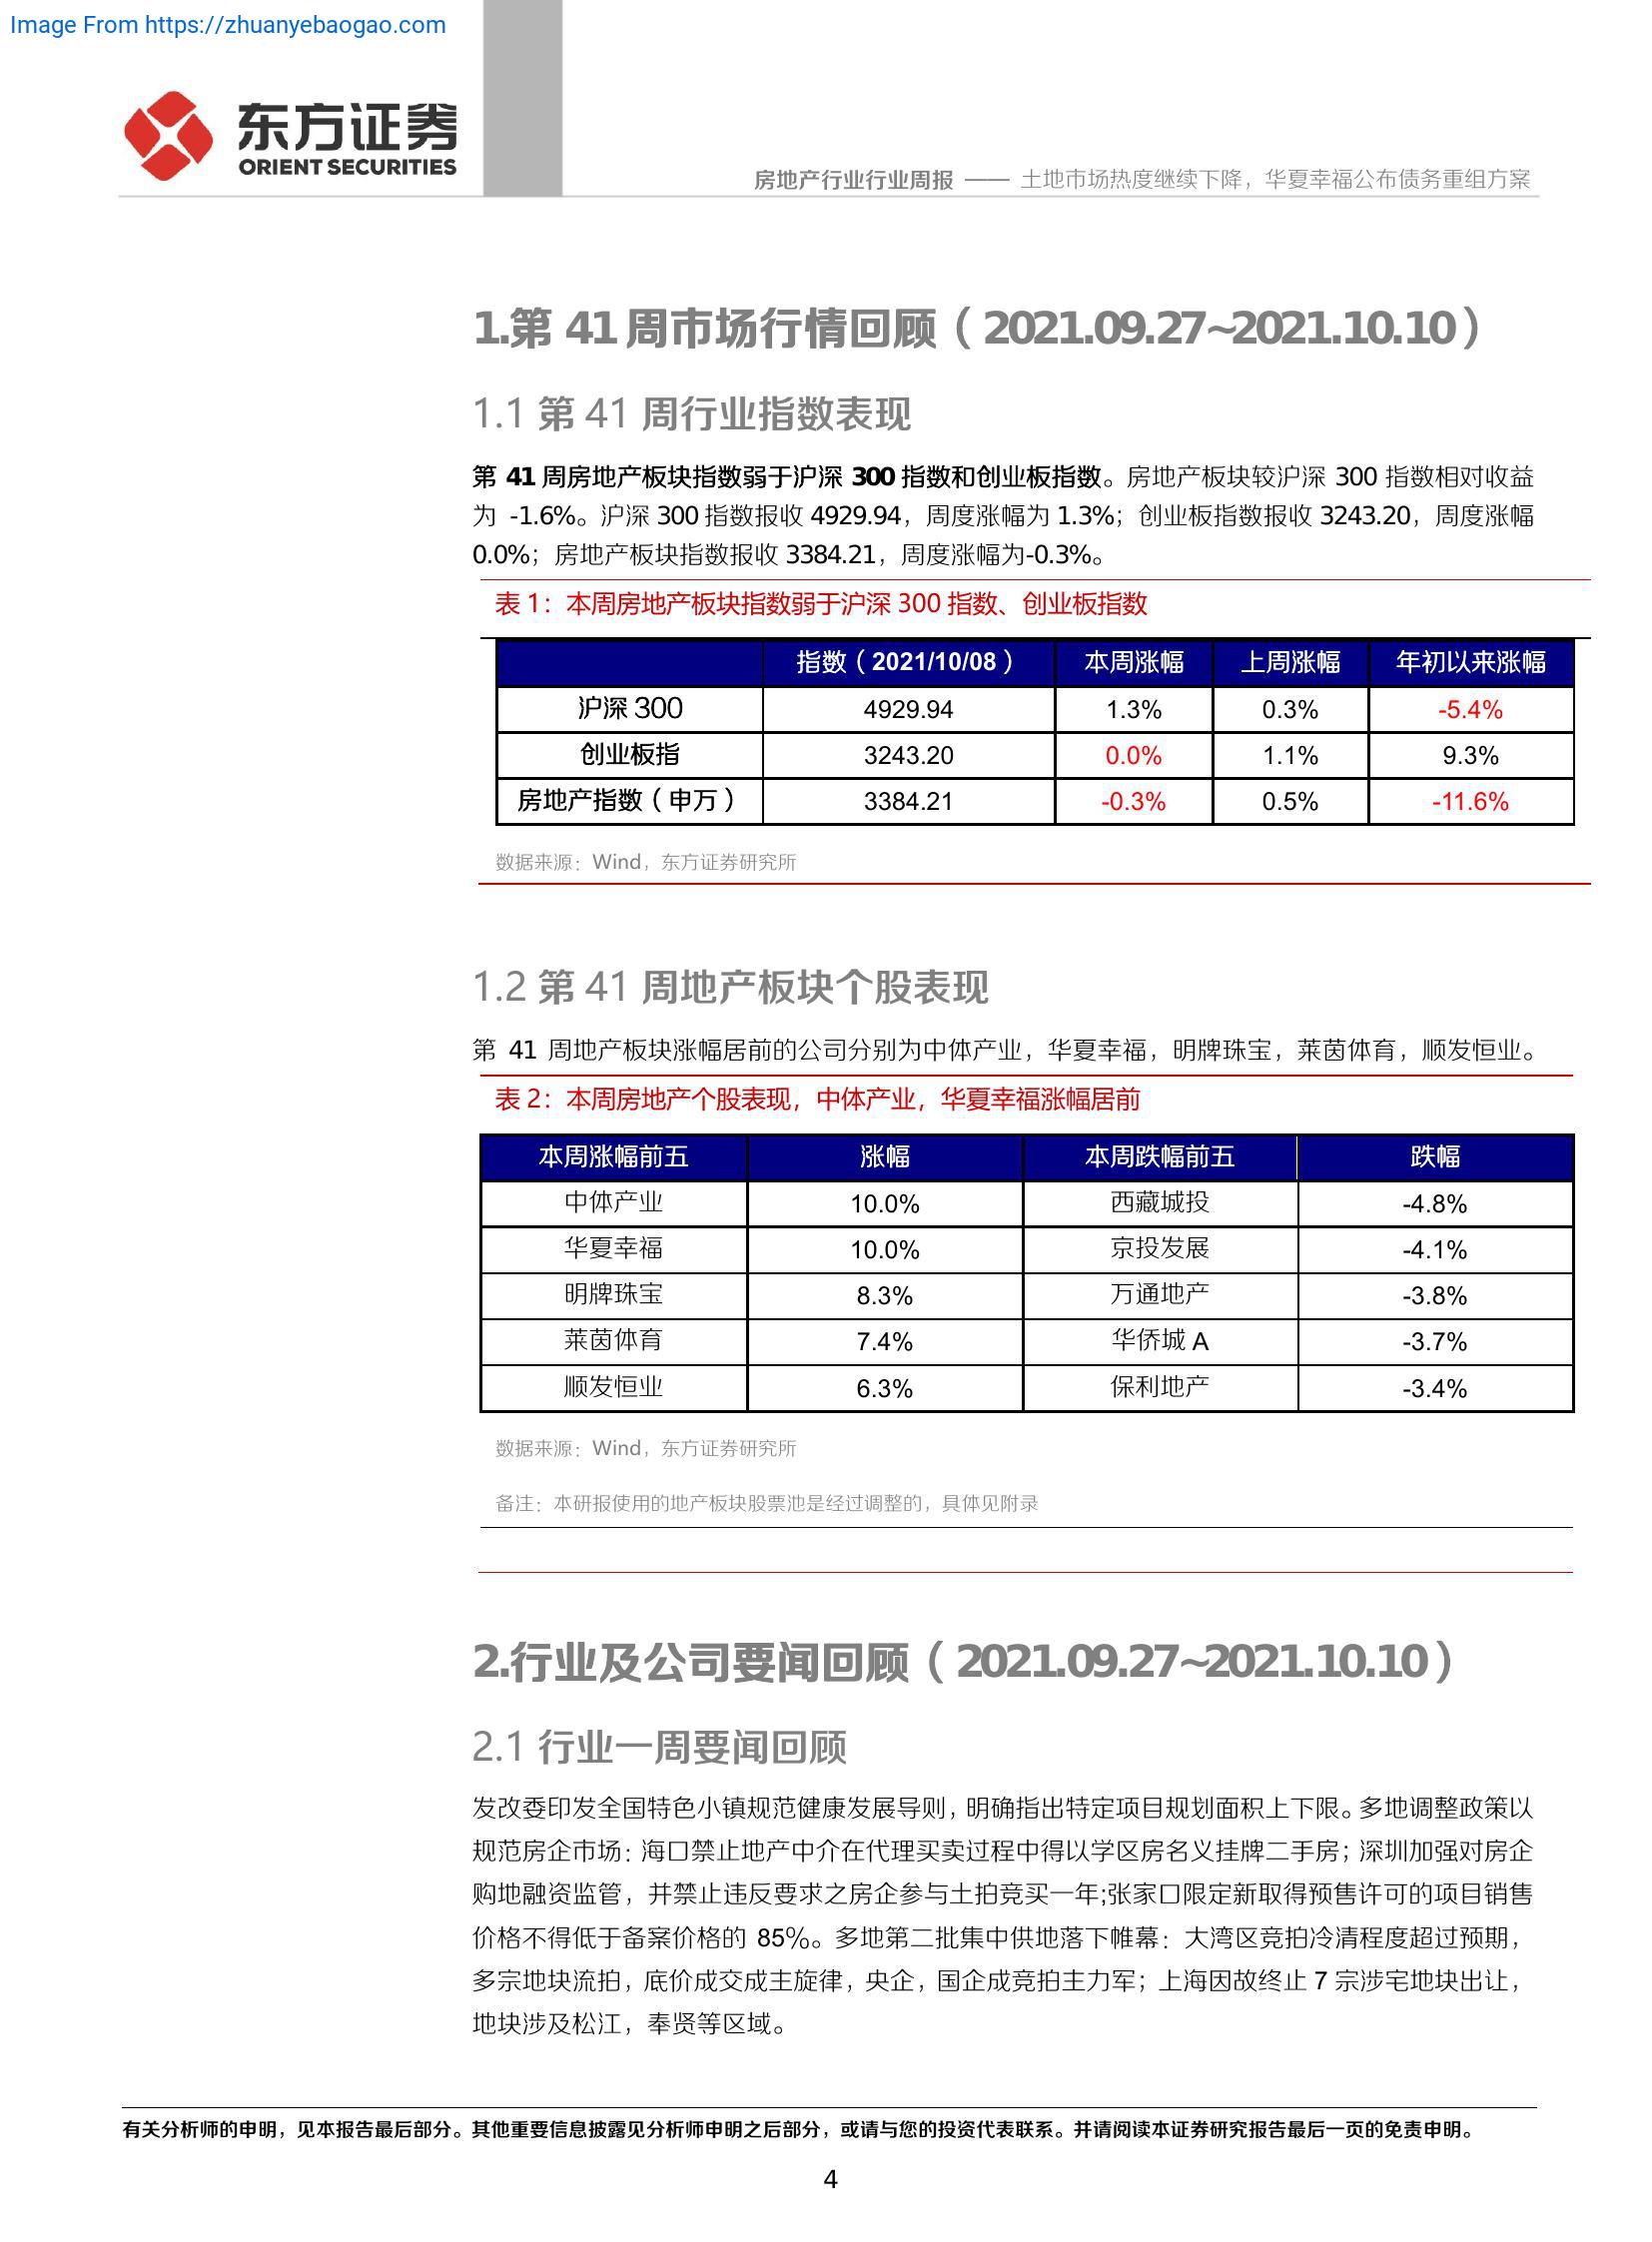 Image From https://zhuanyebaogao.com
东方证券
ORIENT SECURITIES
房地产行业行业周报 —— 土地市场热度继续下降，华夏幸福公布债务重组方案
1.第 41 周市场行情回顾（2021.09.27~2021.10.10）
1.1 第 41 周行业指数表现
第 41 周房地产板块指数弱于沪深 300 指数和创业板指数。房地产板块较沪深 300 指数相对收益
为 -1.6%。沪深 300 指数报收 4929.94，周度涨幅为 1.3%；创业板指数报收 3243.20，周度涨幅
0.0%；房地产板块指数报收 3384.21，周度涨幅为-0.3%。
表 1：本周房地产板块指数弱于沪深 300 指数、创业板指数
指数（2021/10/08） 本周涨幅 上周涨幅 年初以来涨幅
沪深 300 4929.94 1.3% 0.3% -5.4%
创业板指 3243.20 0.0% 1.1% 9.3%
房地产指数（申万） 3384.21 -0.3% 0.5% -11.6%
数据来源：Wind，东方证券研究所
1.2 第 41 周地产板块个股表现
第 41 周地产板块涨幅居前的公司分别为中体产业，华夏幸福，明牌珠宝，莱茵体育，顺发恒业。
表 2：本周房地产个股表现，中体产业，华夏幸福涨幅居前
本周涨幅前五 涨幅 本周跌幅前五 跌幅
中体产业 10.0% 西藏城投 -4.8%
华夏幸福 10.0% 京投发展 -4.1%
明牌珠宝 8.3% 万通地产 -3.8%
莱茵体育 7.4% 华侨城 A -3.7%
顺发恒业 6.3% 保利地产 -3.4%
数据来源：Wind，东方证券研究所
备注：本研报使用的地产板块股票池是经过调整的，具体见附录
2.行业及公司要闻回顾（2021.09.27~2021.10.10）
2.1 行业一周要闻回顾
发改委印发全国特色小镇规范健康发展导则，明确指出特定项目规划面积上下限。多地调整政策以
规范房企市场：海口禁止地产中介在代理买卖过程中得以学区房名义挂牌二手房；深圳加强对房企
购地融资监管，并禁止违反要求之房企参与土拍竞买一年;张家口限定新取得预售许可的项目销售
价格不得低于备案价格的 85%。多地第二批集中供地落下帷幕：大湾区竞拍冷清程度超过预期，
多宗地块流拍，底价成交成主旋律，央企，国企成竞拍主力军；上海因故终止 7 宗涉宅地块出让，
地块涉及松江，奉贤等区域。
有关分析师的申明，见本报告最后部分。其他重要信息披露见分析师申明之后部分，或请与您的投资代表联系。并请阅读本证券研究报告最后一页的免责申明。
4